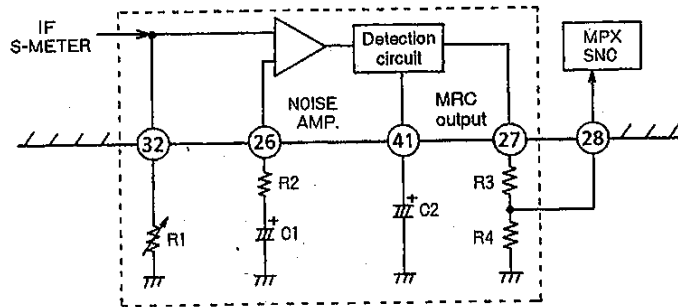 IF
S-METER
Detection
circuit
MPX
SNC
NOISE
AMP.
MRC
output
32
26
41
27
28
R1
R2
+
C1
+
C2
R3
R4